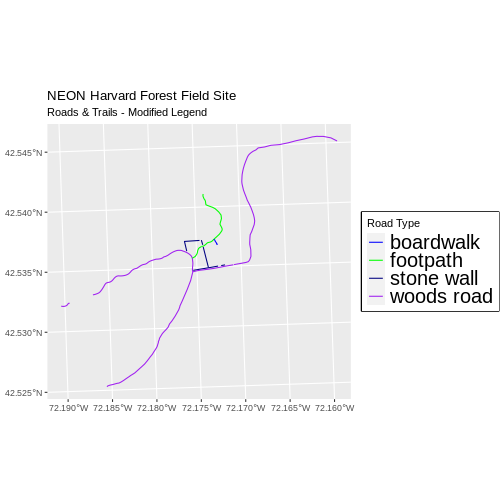 NEON Harvard Forest Field Site
Roads & Trails - Modified Legend
42.545°N
42.540°N
42.535°N
42.530°N
42.525°N
72.190°W 72.185°W 72.180°W 72.175°W 72.170°W 72.165°W 72.160°W
Road Type
boardwalk
footpath
stone wall
woods road